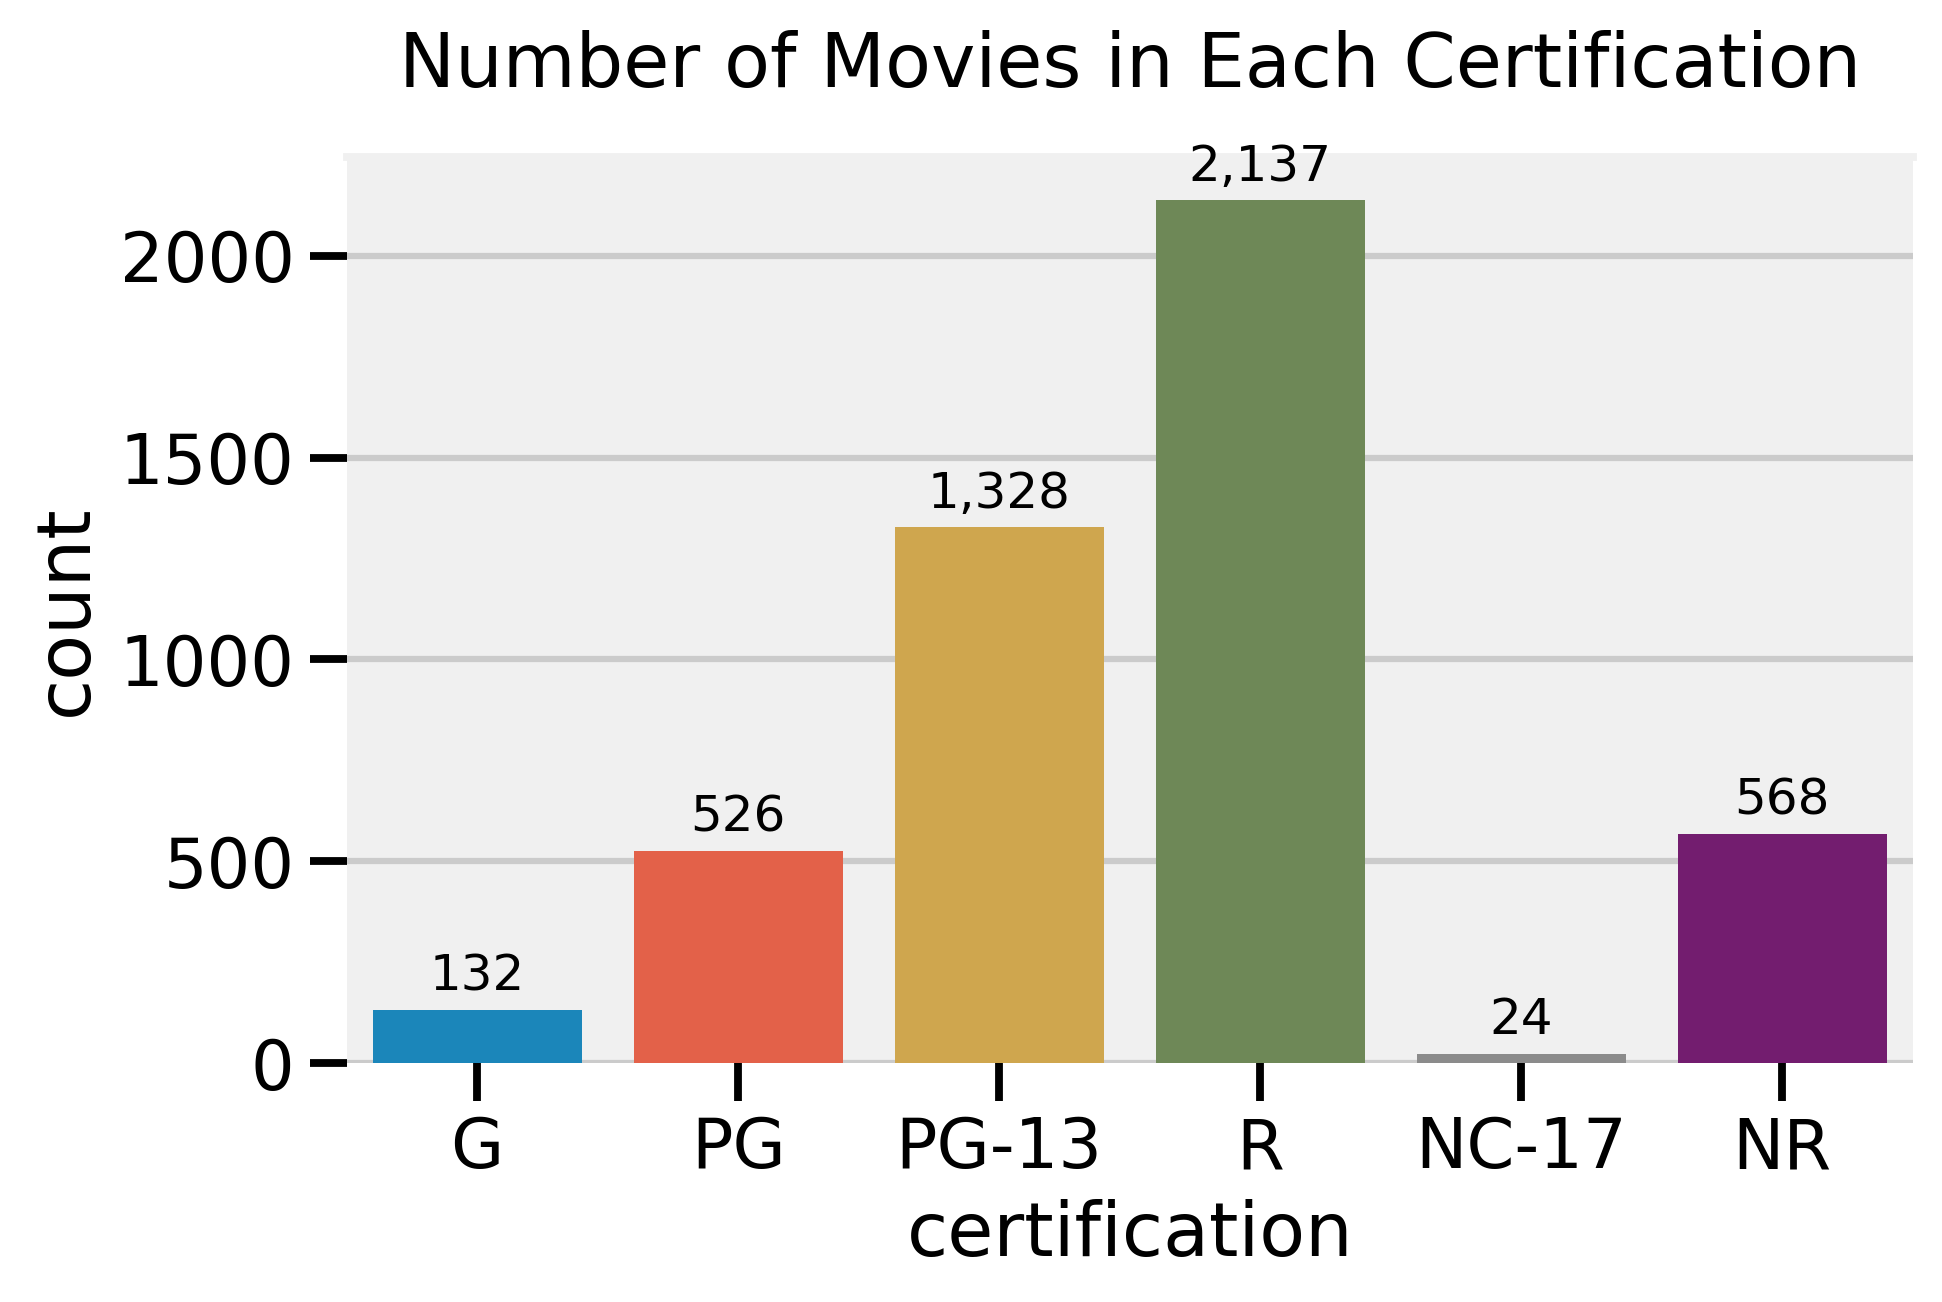 Number of Movies in Each Certification
2,137
2000
1500
1,328
count
1000
526
568
500
132
24
0
G PG PG-13 R NC-17 NR
certification